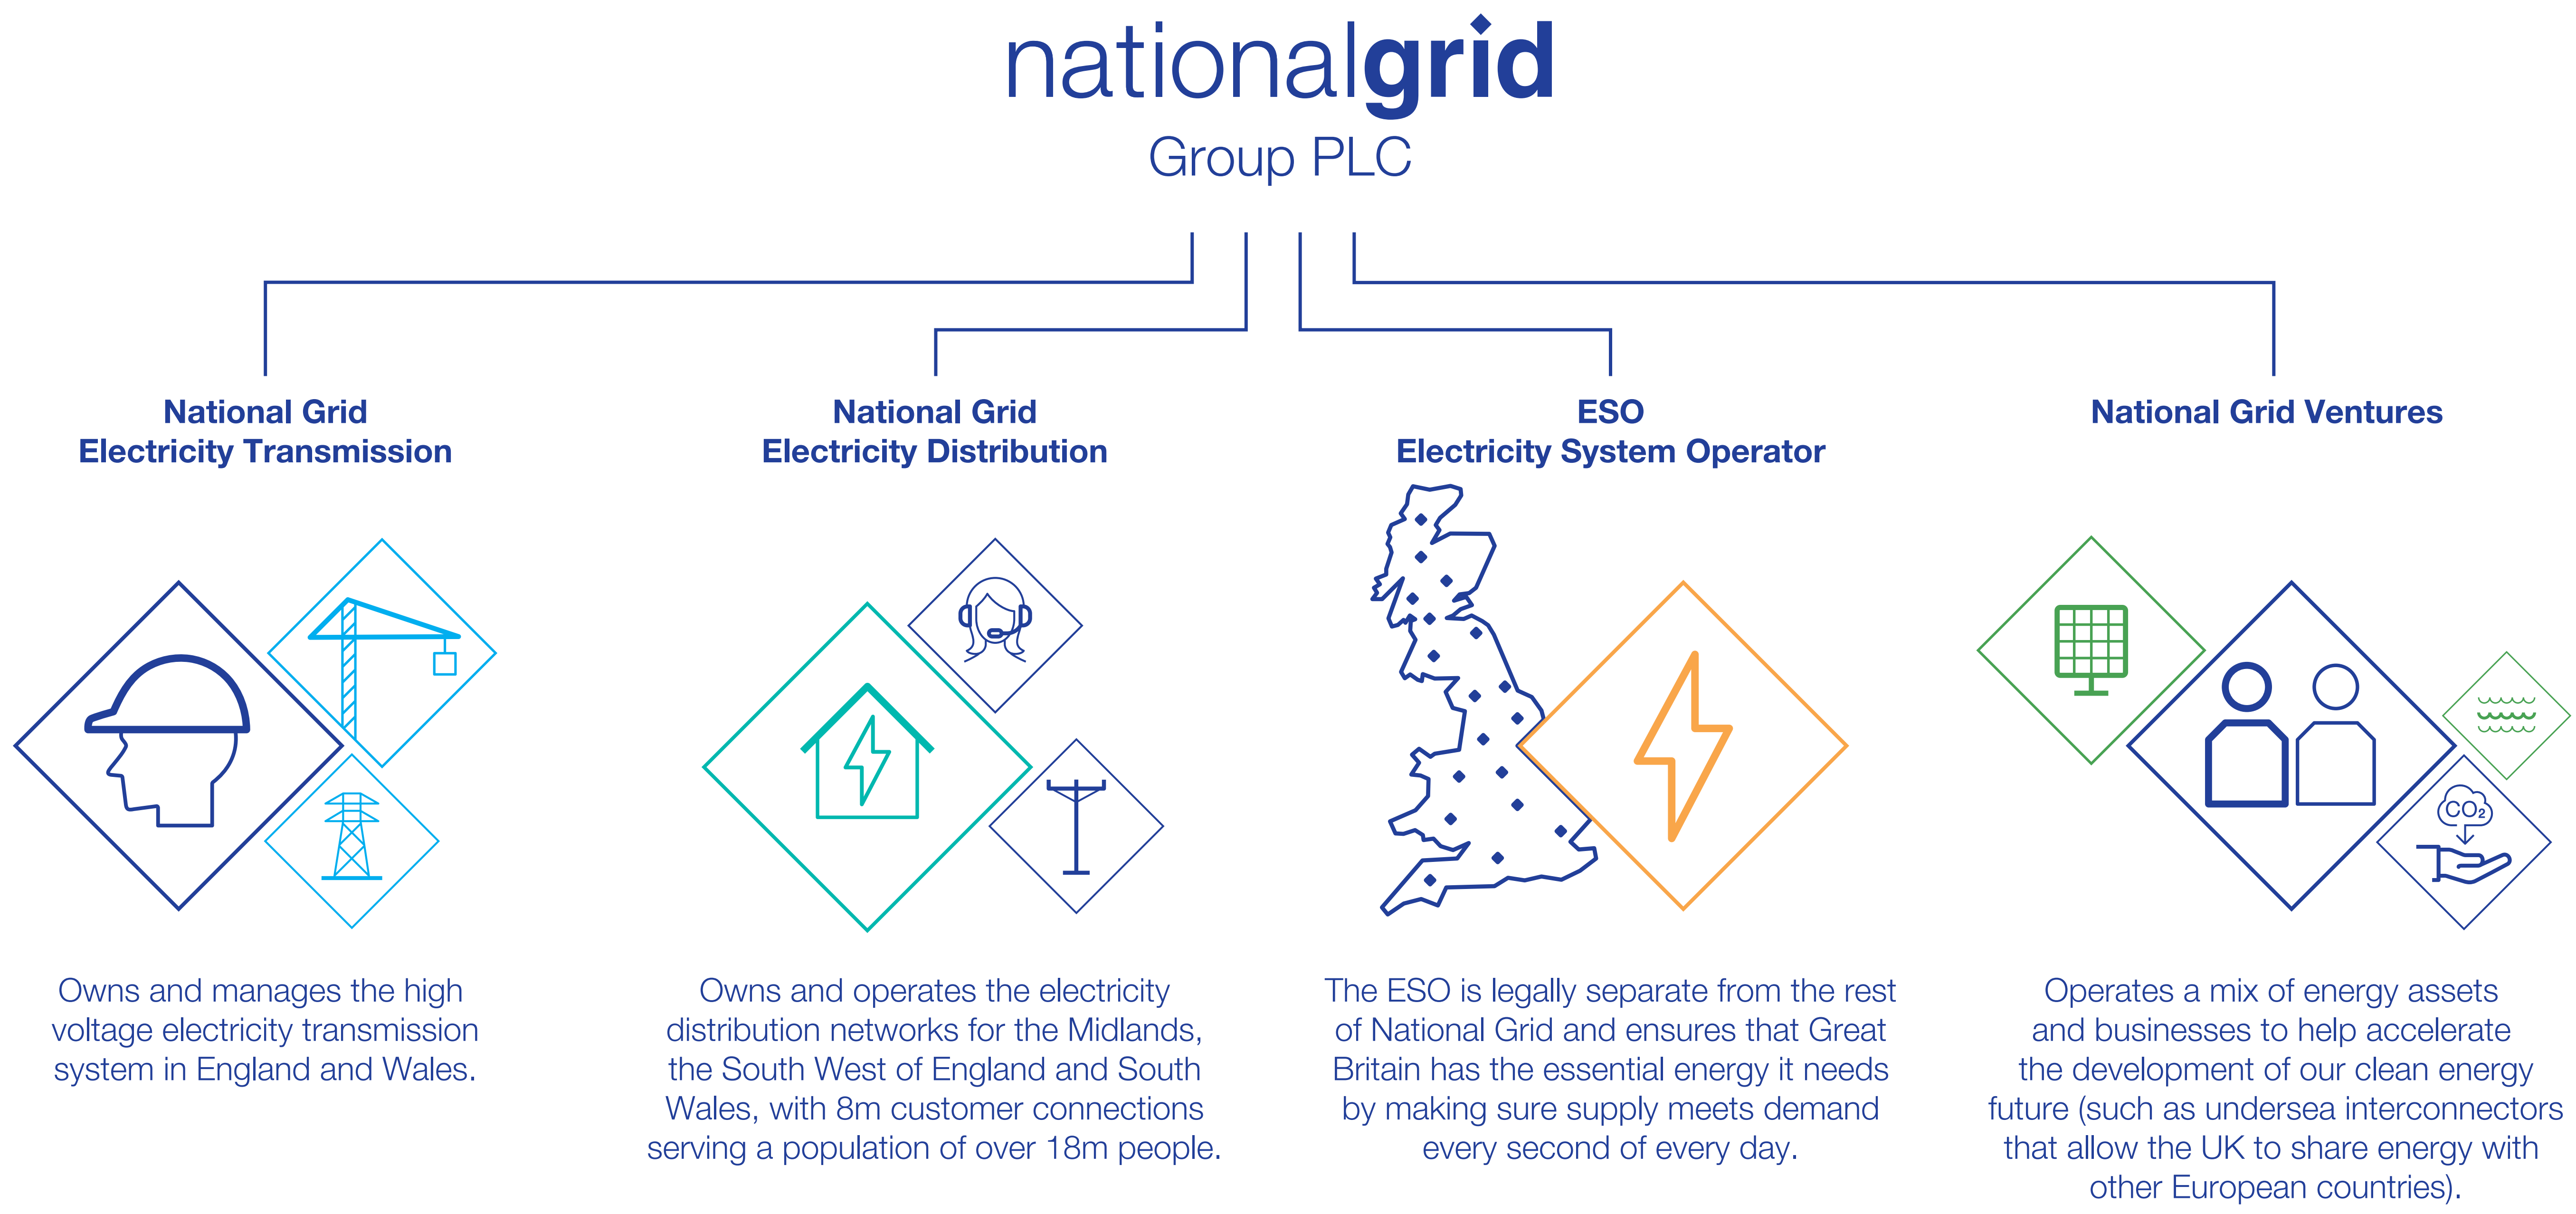 nationalgrid
Group PLC
National Grid
Electricity Transmission
National Grid
Electricity Distribution
ESO
Electricity System Operator
National Grid Ventures
CO₂
Owns and manages the high
voltage electricity transmission
system in England and Wales.
Owns and operates the electricity
distribution networks for the Midlands,
the South West of England and South
Wales, with 8m customer connections
serving a population of over 18m people.
The ESO is legally separate from the rest
of National Grid and ensures that Great
Britain has the essential energy it needs
by making sure supply meets demand
every second of every day.
Operates a mix of energy assets
and businesses to help accelerate
the development of our clean energy
future (such as undersea interconnectors
that allow the UK to share energy with
other European countries).